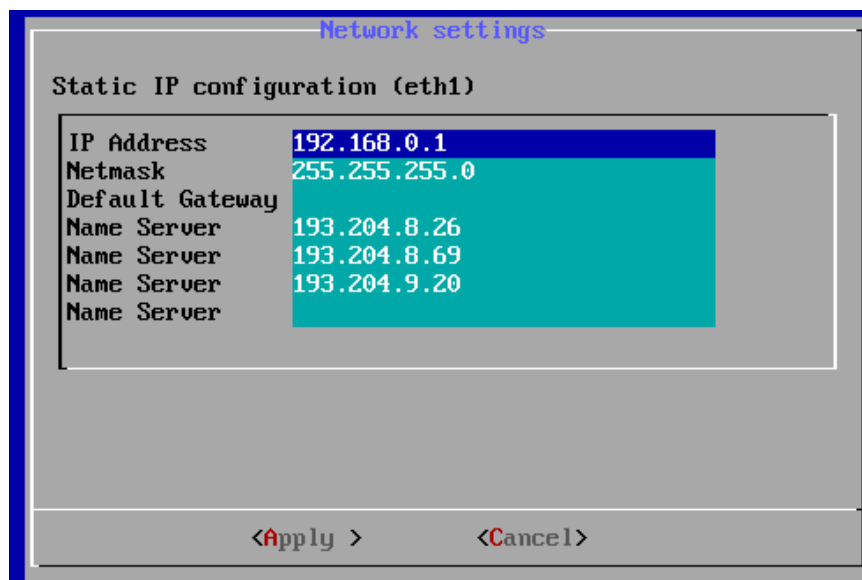 Network settings
Static IP configuration (eth1)
IP Address 192.168.0.1
Netmask 255.255.255.0
Default Gateway
Name Server 193.204.8.26
Name Server 193.204.8.69
Name Server 193.204.9.20
Name Server
<Apply > <Cancel>